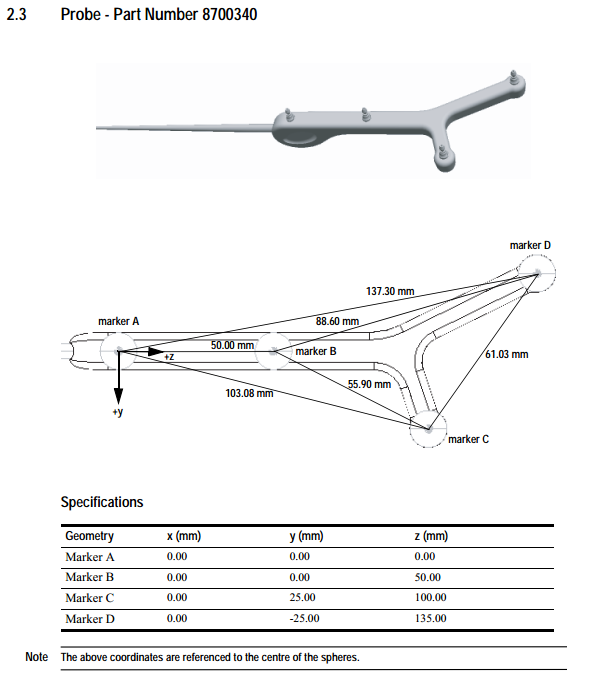 2.3 Probe - Part Number 8700340
marker D
137.30 mm
marker A
88.60 mm
50.00 mm
+z
marker B
61.03 mm
55.90 mm
103.08 mm
+y
marker C
Specifications
Geometry x (mm) y (mm) z (mm)
Marker A 0.00 0.00 0.00
Marker B 0.00 0.00 50.00
Marker C 0.00 25.00 100.00
Marker D 0.00 -25.00 135.00
Note The above coordinates are referenced to the centre of the spheres.